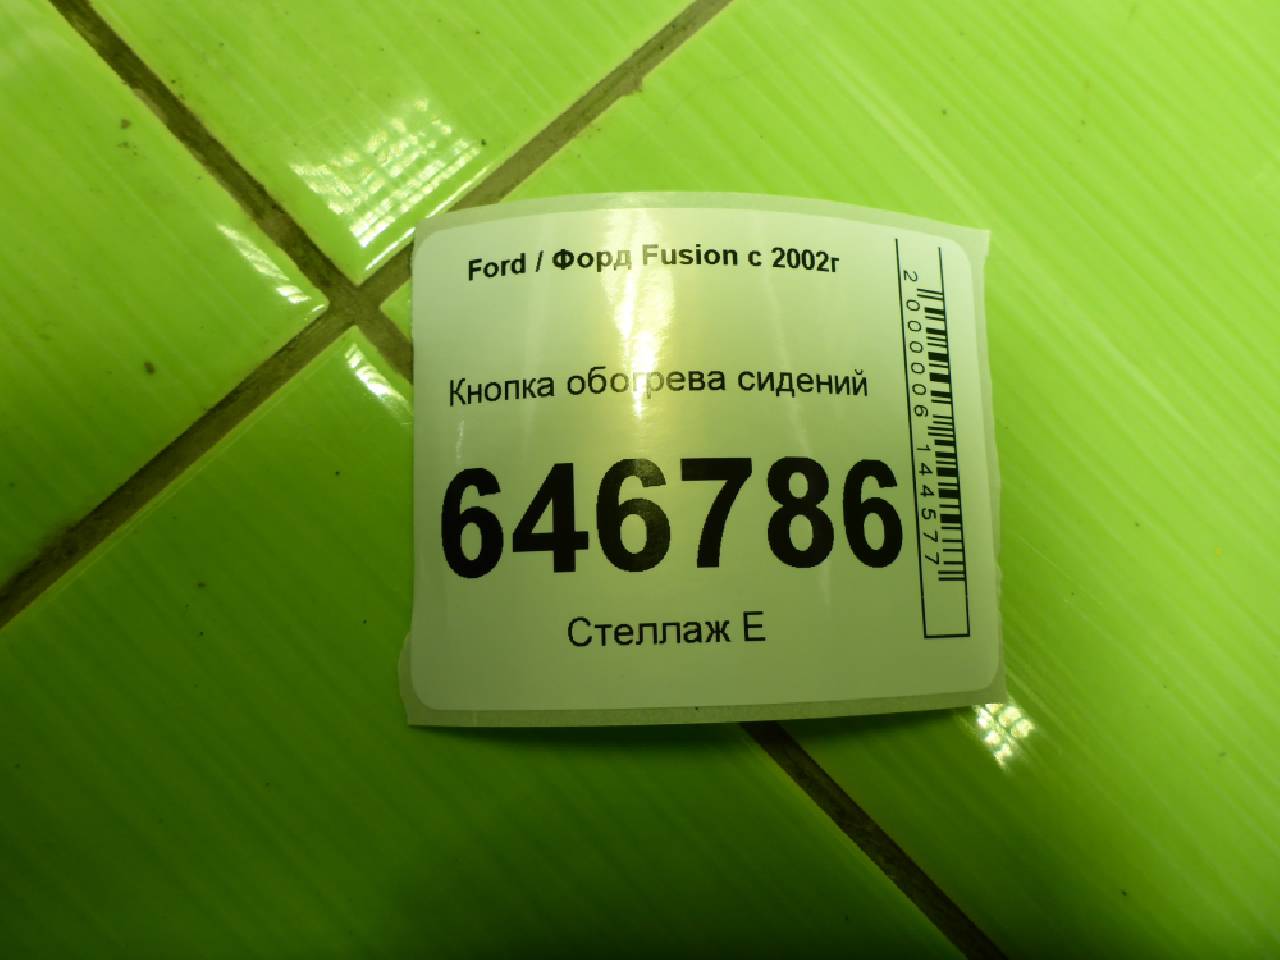 Ford / Форд Fusion с 2002г
Кнопка обогрева сидений
646786
Стеллаж Е
2000006144577